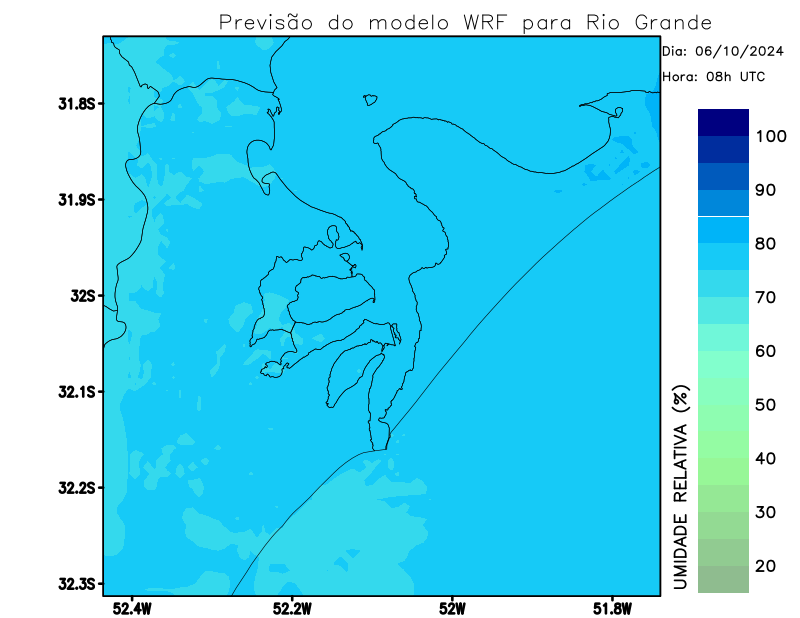 Previsão do modelo WRF para Rio Grande
Dia: 06/10/2024
Hora: 08h UTC
31.8S
31.9S
32S
32.1S
32.2S
32.3S
52.4W
52.2W
52W
51.8W
100
90
80
70
60
50
40
30
20
UMIDADE RELATIVA (%)